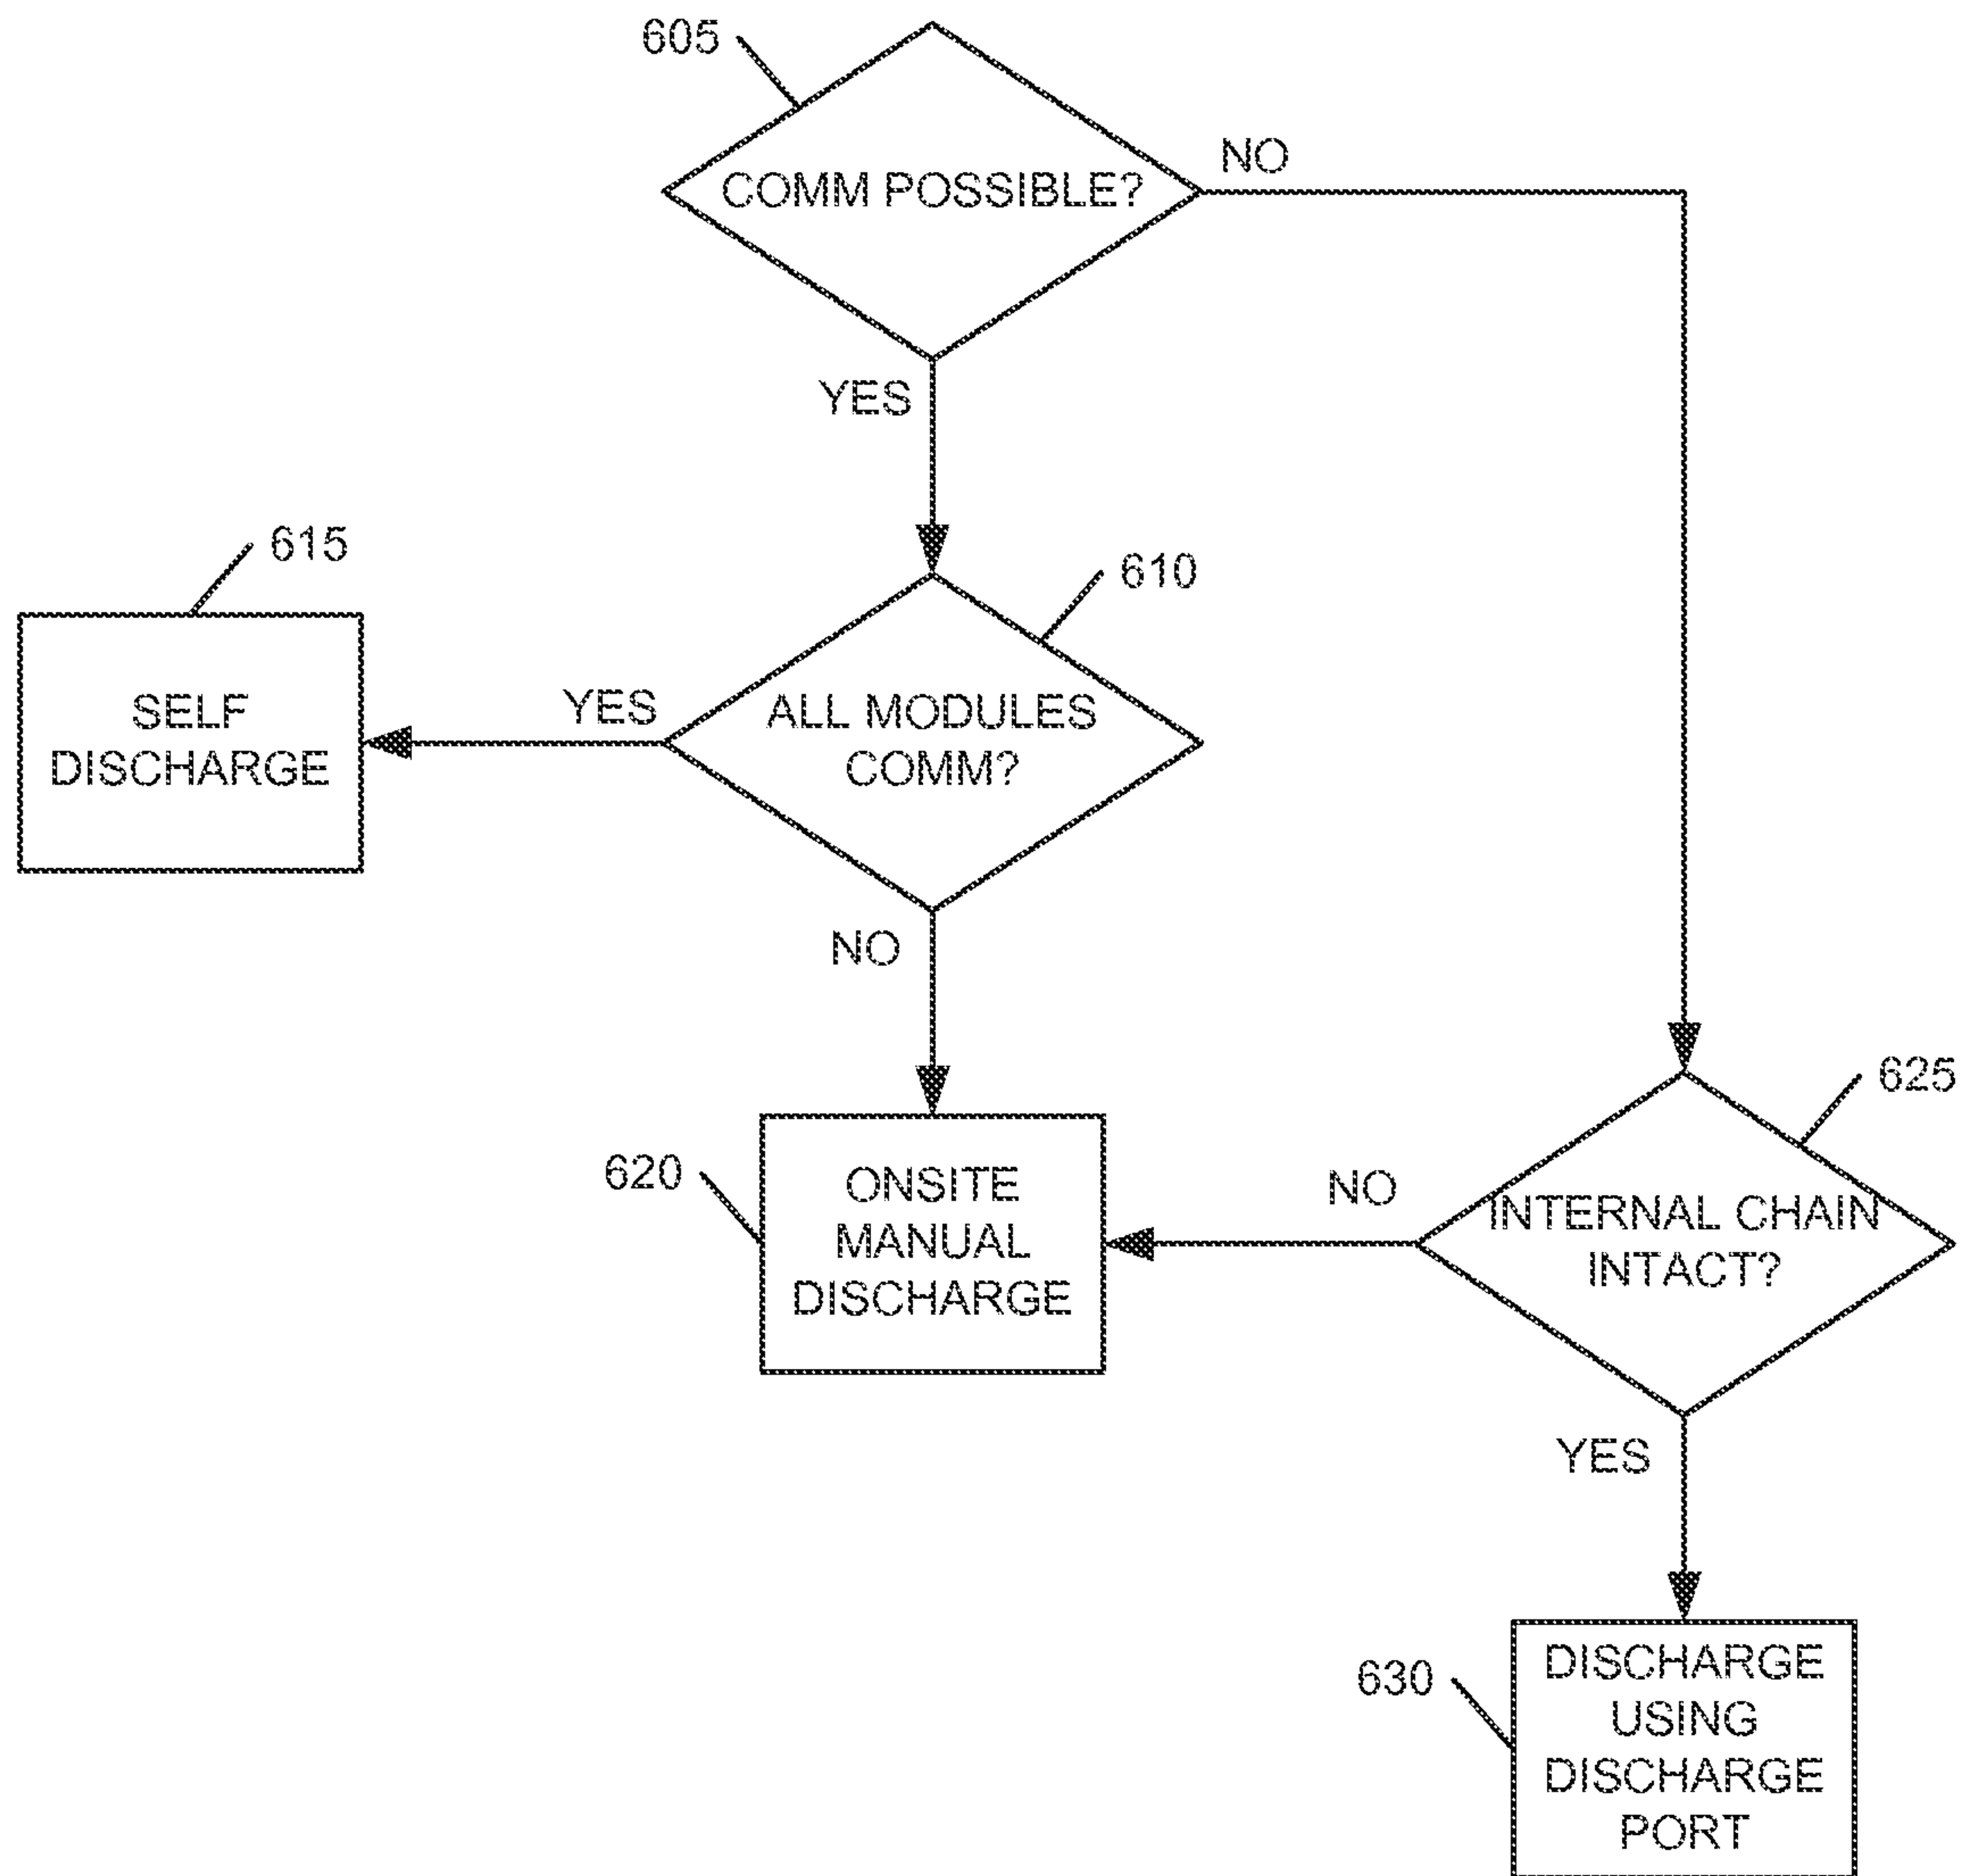 605
COMM POSSIBLE?
NO
YES
615
610
SELF
DISCHARGE
YES
ALL MODULES
COMM?
NO
625
620
ONSITE
MANUAL
DISCHARGE
NO
INTERNAL CHAIN
INTACT?
YES
630
DISCHARGE
USING
DISCHARGE
PORT